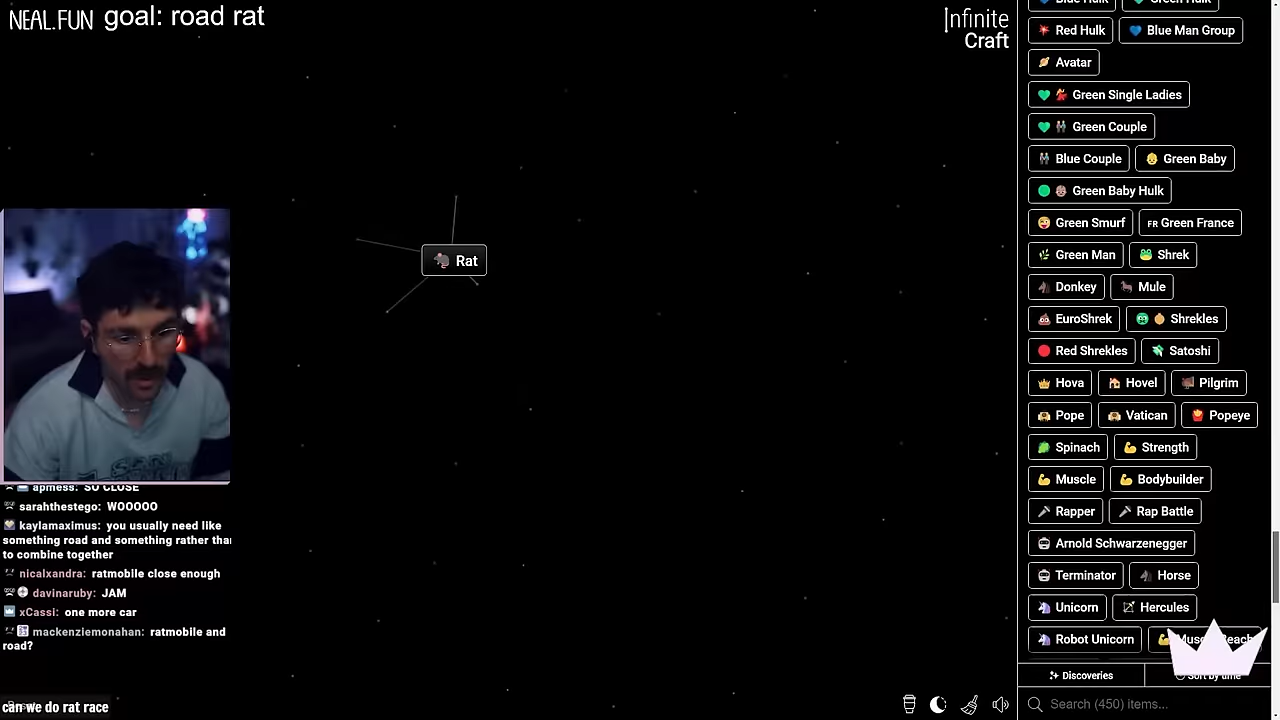 NEAL.FUN goal: road rat
Infinite
Craft
Rat
Red Hulk Blue Man Group
Avatar
Green Single Ladies
Green Couple
Blue Couple Green Baby
Green Baby Hulk
Green Smurf FR Green France
Green Man Shrek
Donkey Mule
EuroShrek Shrekles
Red Shrekles Satoshi
Hova Hovel Pilgrim
Pope Vatican Popeye
Spinach Strength
Muscle Bodybuilder
Rapper Rap Battle
Arnold Schwarzenegger
Terminator Horse
Unicorn Hercules
Robot Unicorn
Discoveries Sort by time
Search (450) items...
apmess: SO CLOSE
sarahthestego: WOOOOO
kaylamaximus: you usually need like
something road and something rather than
to combine together
nicalxandra: ratmobile close enough
davinaruby: JAM
xCassi: one more car
mackenziemonahan: ratmobile and
road?
can we do rat race